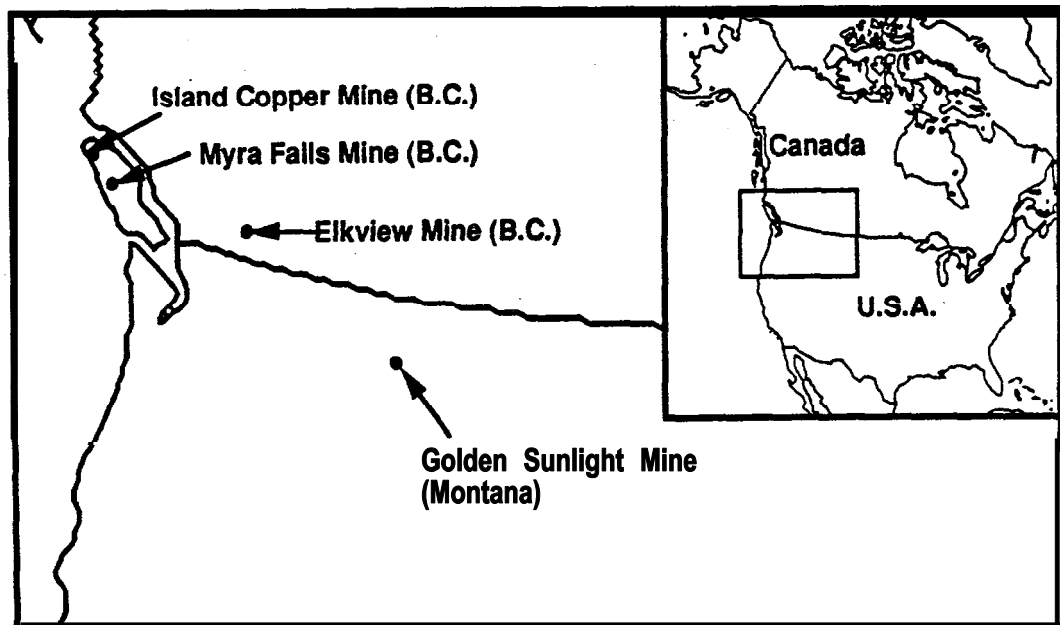 Island Copper Mine (B.C.)
Myra Falls Mine (B.C.)
Elkview Mine (B.C.)
Golden Sunlight Mine
(Montana)
Canada
U.S.A.